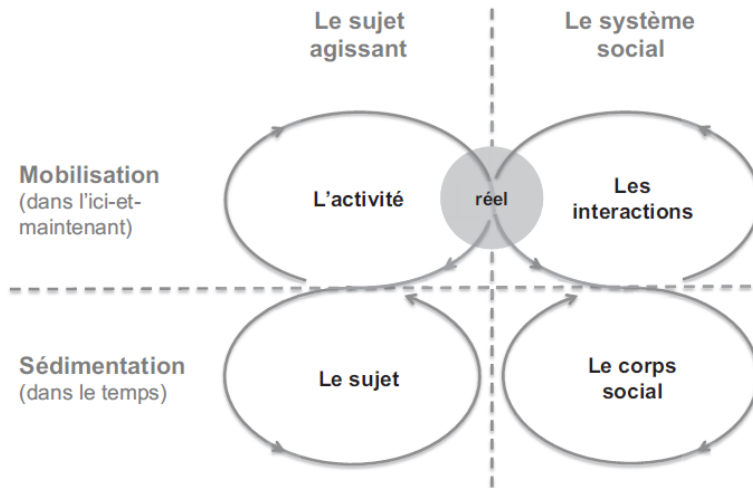 Le sujet
agissant
Le système
social
Mobilisation
(dans l'ici-et-
maintenant)
L'activité
réel
Les
interactions
Sédimentation
(dans le temps)
Le sujet
Le corps
social